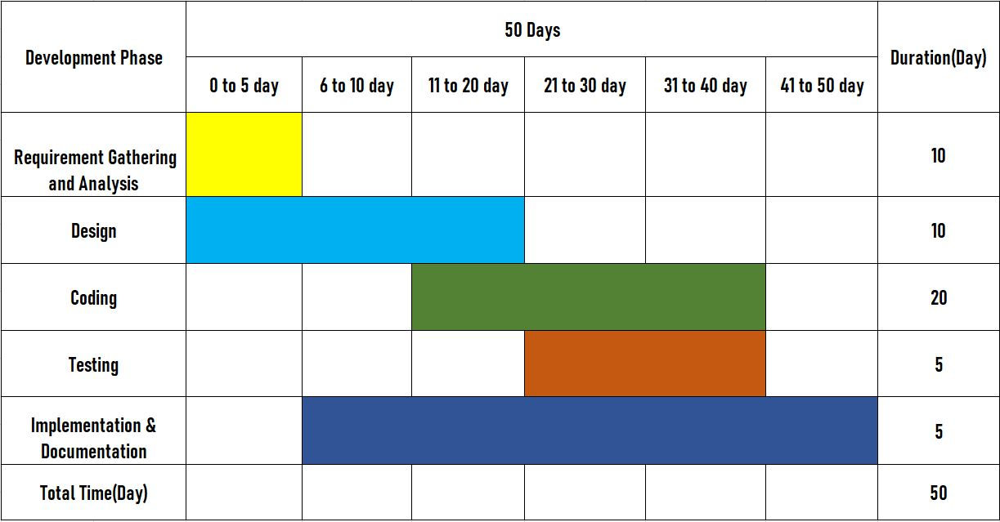 Development Phase
50 Days
Duration(Day)
0 to 5 day
6 to 10 day
11 to 20 day
21 to 30 day
31 to 40 day
41 to 50 day
Requirement Gathering
and Analysis
10
Design
10
Coding
20
Testing
5
Implementation &
Documentation
5
Total Time(Day)
50